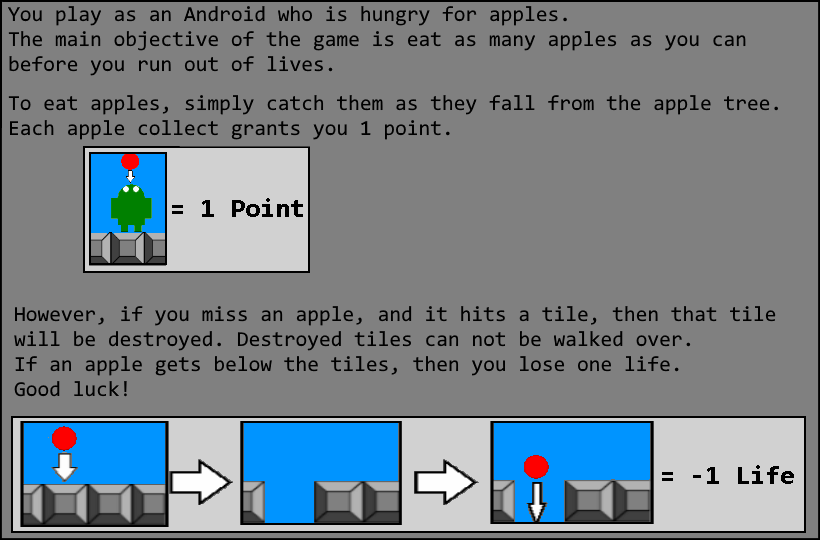 You play as an Android who is hungry for apples.
The main objective of the game is eat as many apples as you can
before you run out of lives.
To eat apples, simply catch them as they fall from the apple tree.
Each apple collect grants you 1 point.
= 1 Point
However, if you miss an apple, and it hits a tile, then that tile
will be destroyed. Destroyed tiles can not be walked over.
If an apple gets below the tiles, then you lose one life.
Good luck!
= -1 Life